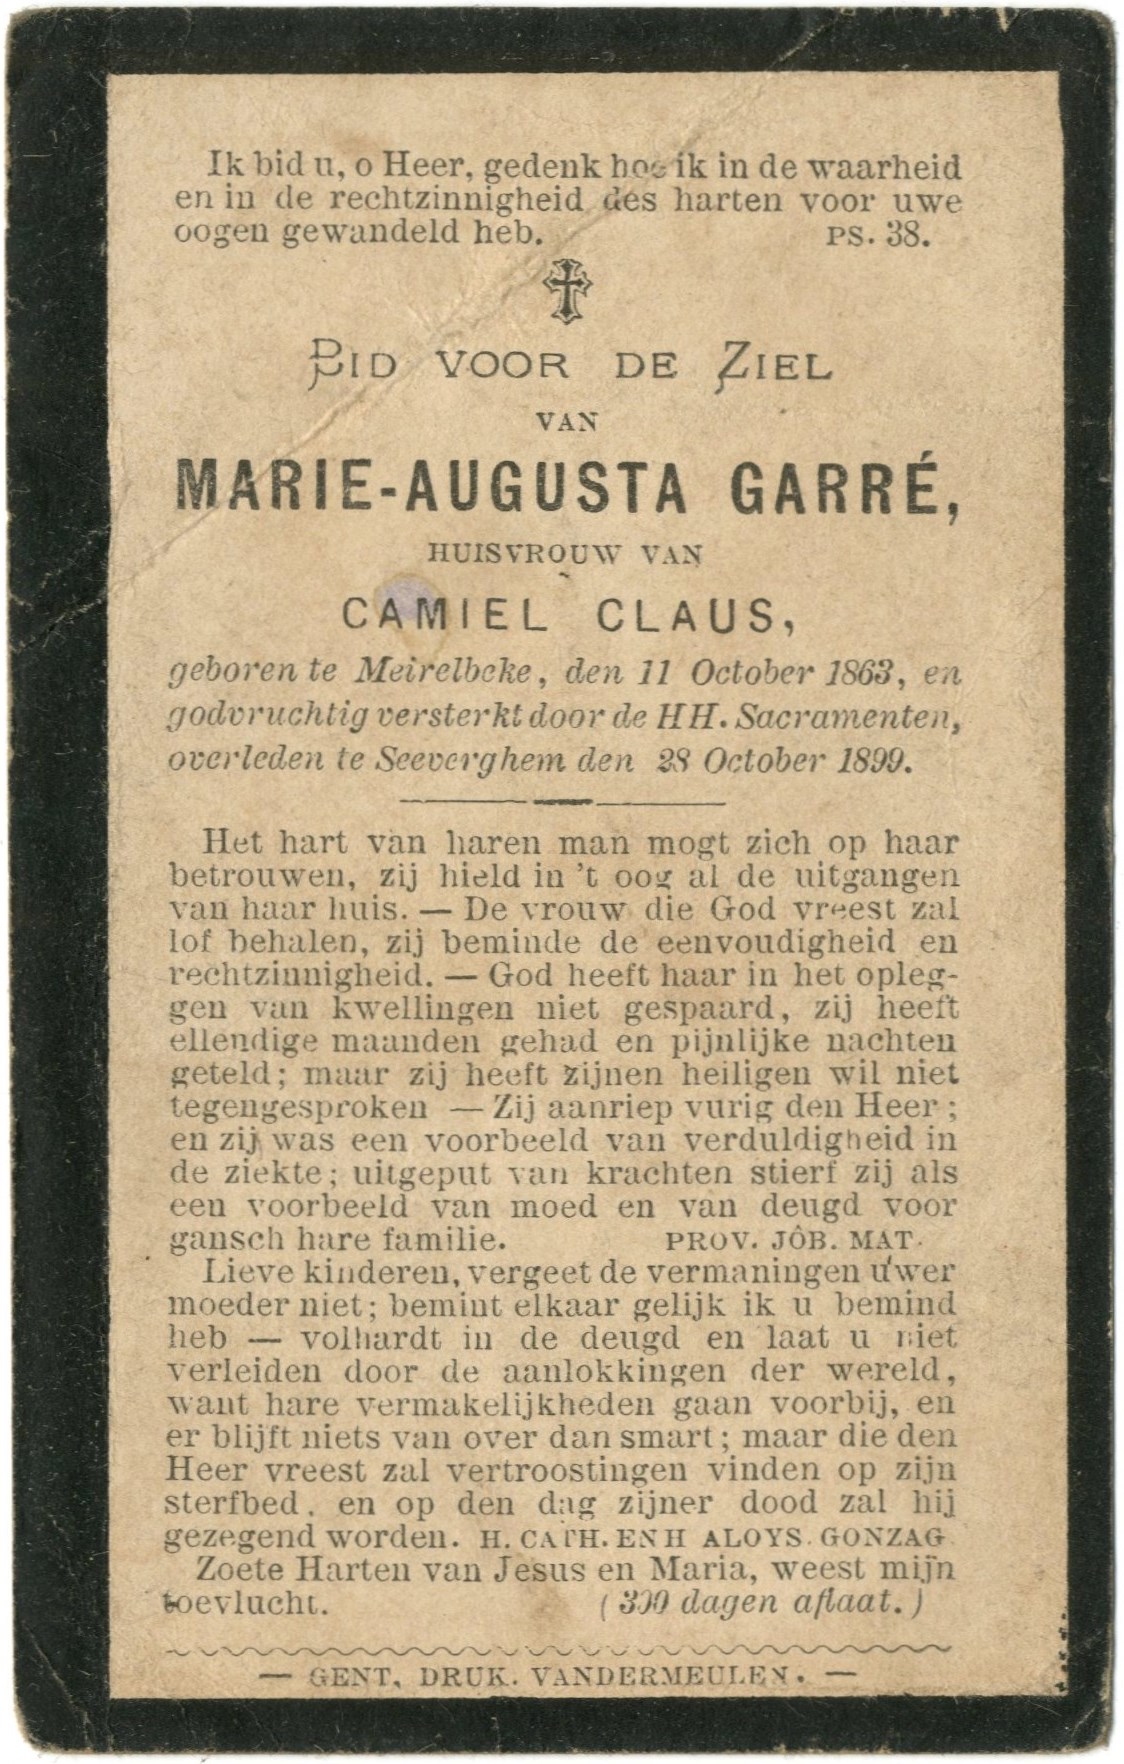 Ik bid u, o Heer, gedenk hoe ik in de waarheid
en in de rechtzinnigheid des harten voor uwe
oogen gewandeld heb. PS. 38.
BID VOOR DE ZIEL
VAN
MARIE-AUGUSTA GARRÉ,
HUISVROUW VAN
CAMIEL CLAUS,
geboren te Meirelbeke, den 11 October 1863, en
godvruchtig versterkt door de HH. Sacramenten,
overleden te Seeverghem den 28 October 1899.
Het hart van haren man mogt zich op haar
betrouwen, zij hield in 't oog al de uitgangen
van haar huis. — De vrouw die God vreest zal
lof behalen, zij beminde de eenvoudigheid en
rechtzinnigheid. — God heeft haar in het opleg-
gen van kwellingen niet gespaard, zij heeft
ellendige maanden gehad en pijnlijke nachten
geteld; maar zij heeft zijnen heiligen wil niet
tegengesproken — Zij aanriep vurig den Heer;
en zij was een voorbeeld van verduldigheid in
de ziekte; uitgeput van krachten stierf zij als
een voorbeeld van moed en van deugd voor
gansch hare familie. PROV. JÔB. MAT.
Lieve kinderen, vergeet de vermaningen uwer
moeder niet; bemint elkaar gelijk ik u bemind
heb — volhardt in de deugd en laat u niet
verleiden door de aanlokkingen der wereld,
want hare vermakelijkheden gaan voorbij, en
er blijft niets van over dan smart; maar die den
Heer vreest zal vertroostingen vinden op zijn
sterfbed, en op den dag zijner dood zal hij
gezegend worden. H. CATH. EN H ALOYS. GONZAG
Zoete Harten van Jesus en Maria, weest mijn
toevlucht. (300 dagen aflaat.)
— GENT, DRUK. VANDERMEULEN. —